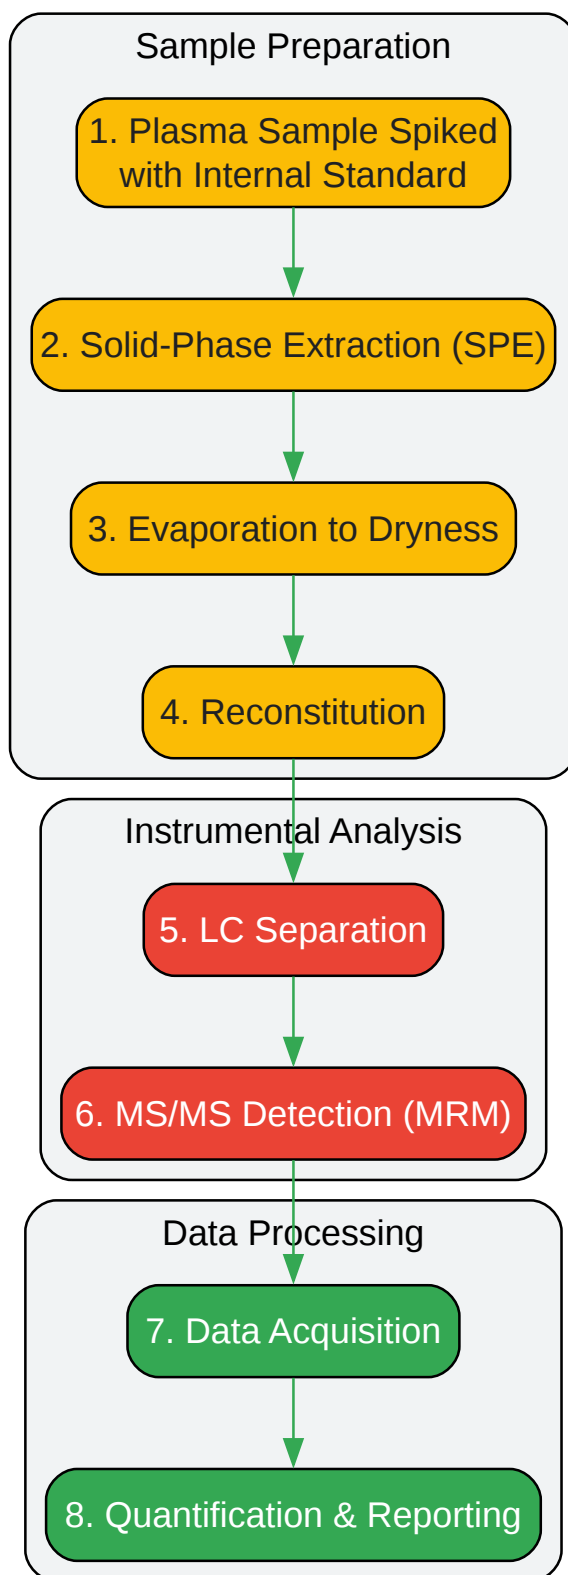 Sample Preparation
1. Plasma Sample Spiked
with Internal Standard
2. Solid-Phase Extraction (SPE)
3. Evaporation to Dryness
4. Reconstitution
Instrumental Analysis
5. LC Separation
6. MS/MS Detection (MRM)
Data Processing
7. Data Acquisition
8. Quantification & Reporting